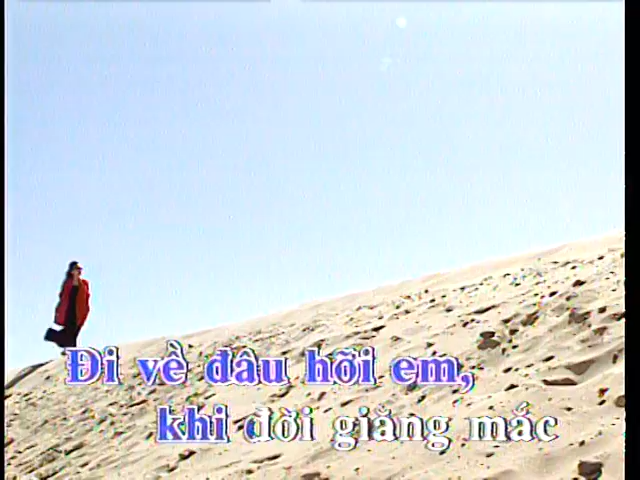 Đi về đâu hỡi em,
khi đời giăng mắc